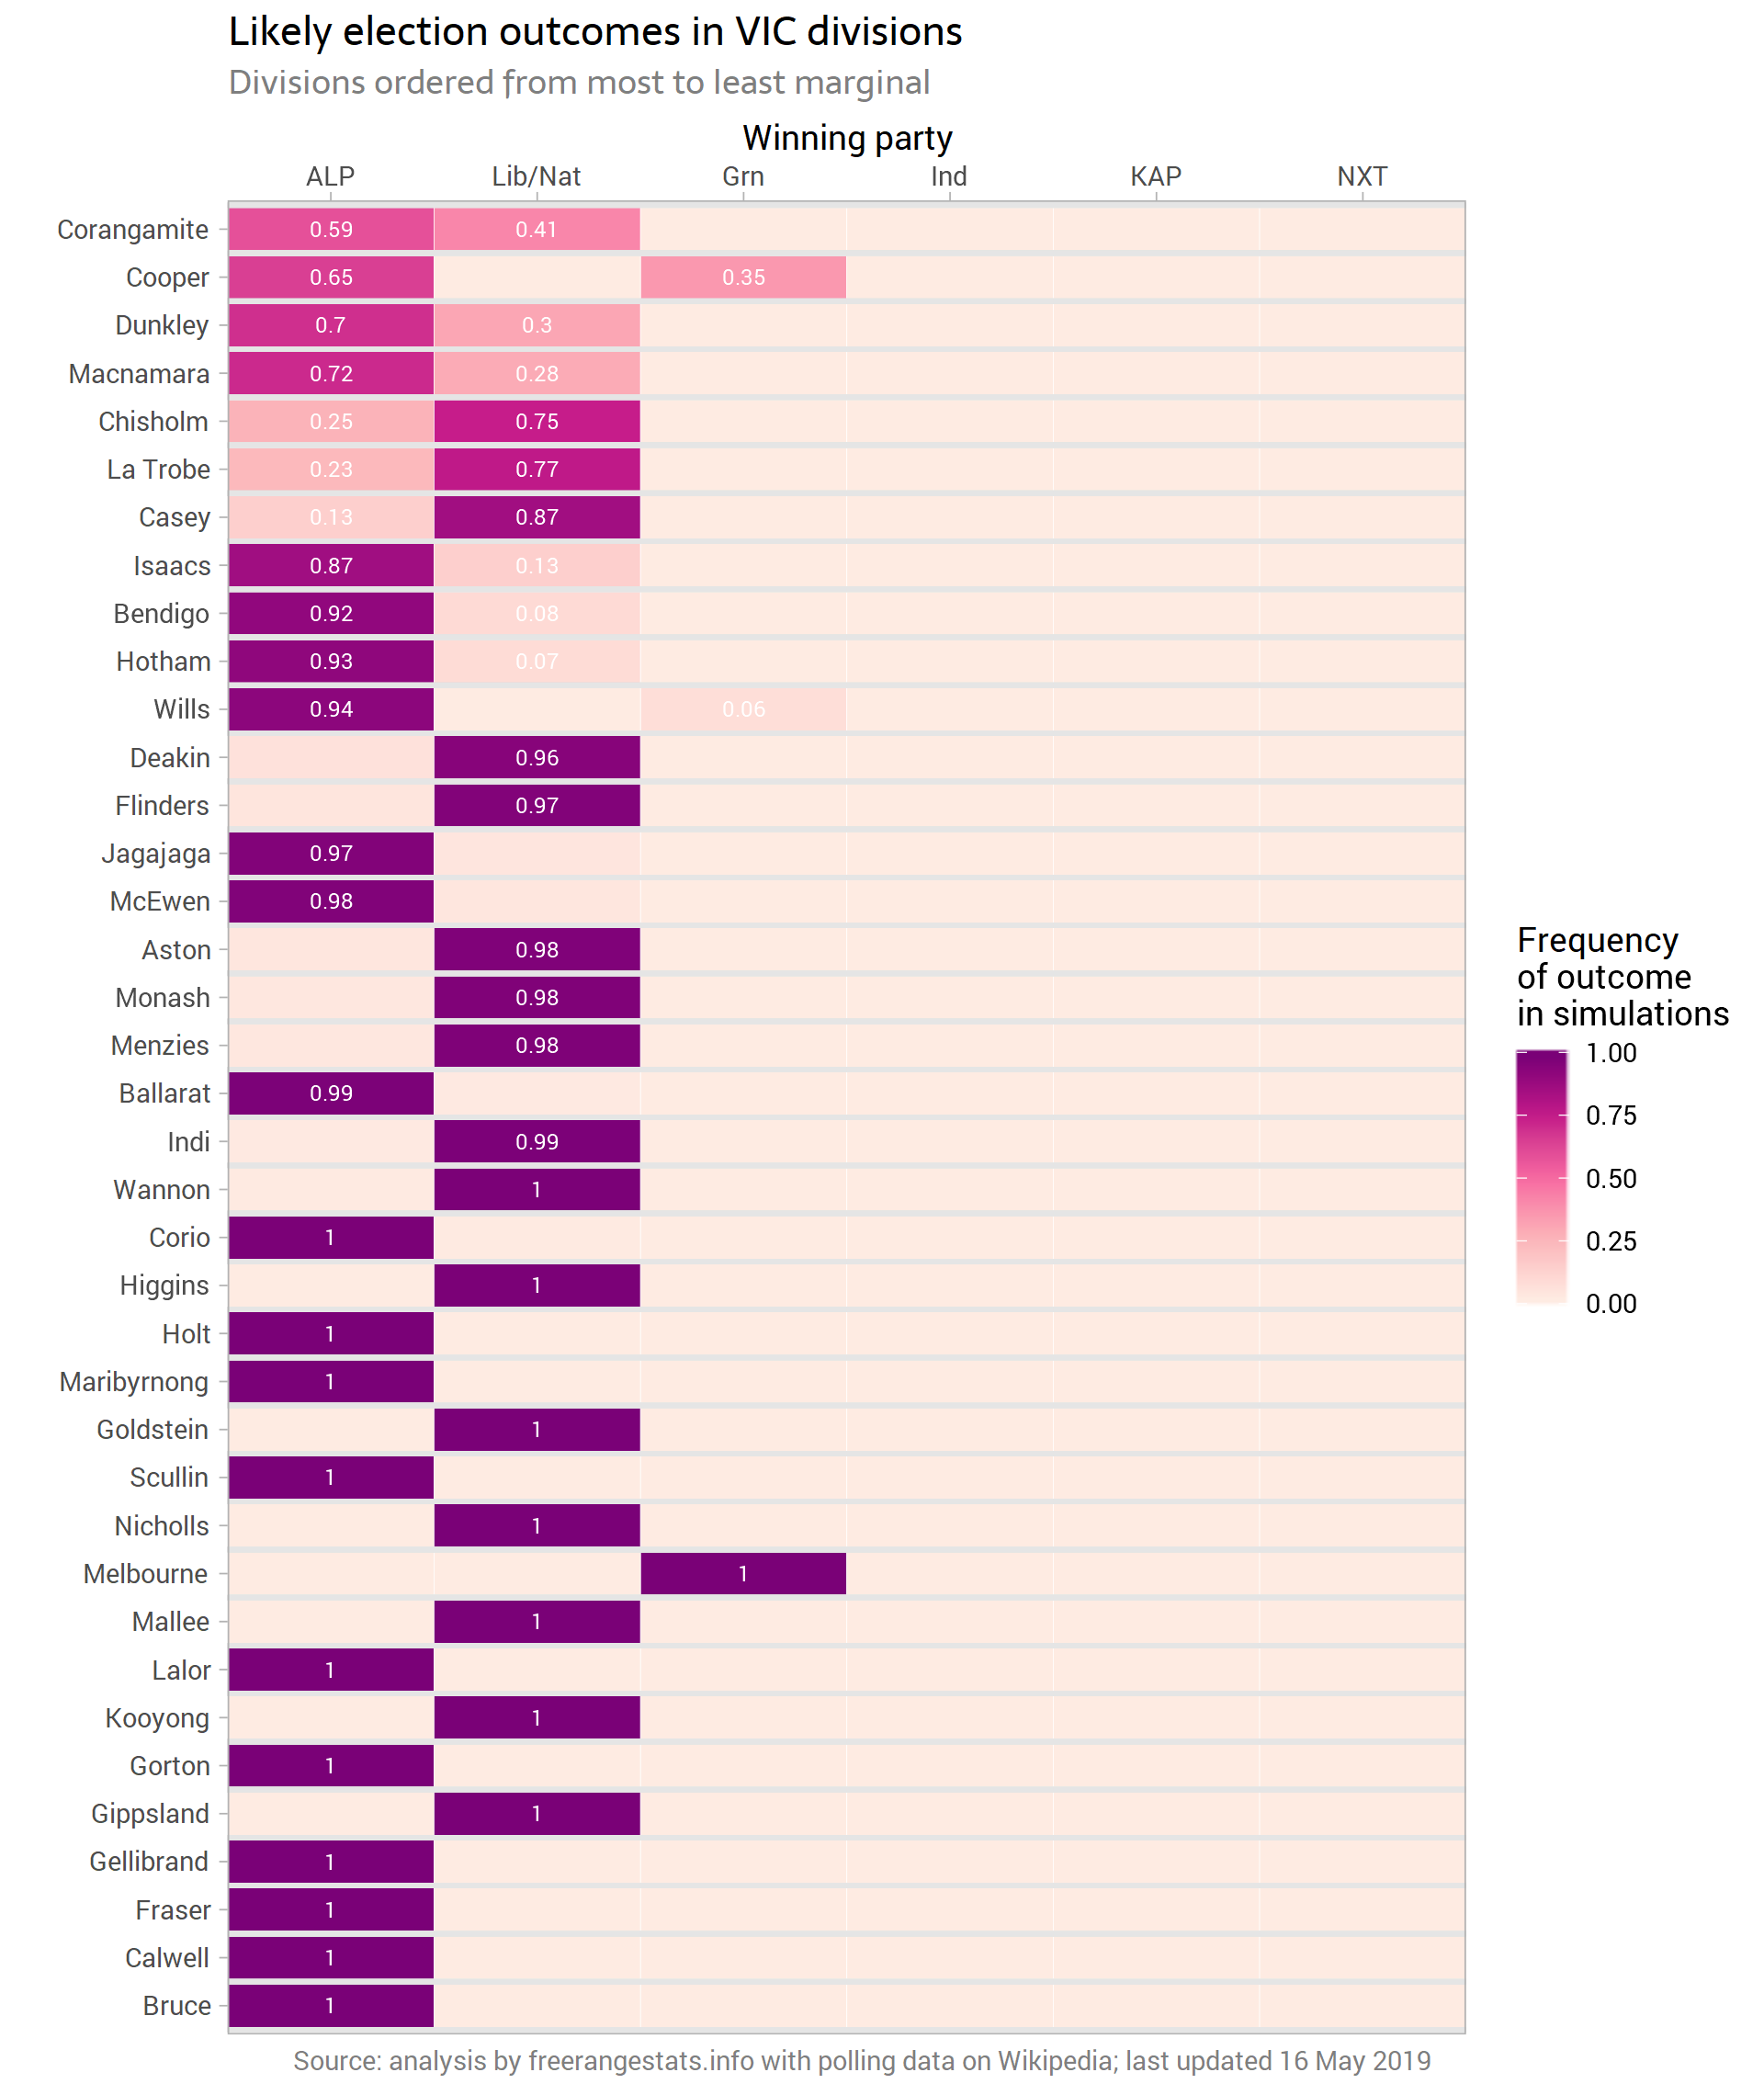 Likely election outcomes in VIC divisions
Divisions ordered from most to least marginal
Winning party
ALP Lib/Nat Grn Ind KAP NXT
Corangamite 0.59 0.41
Cooper 0.65 0.35
Dunkley 0.7 0.3
Macnamara 0.72 0.28
Chisholm 0.25 0.75
La Trobe 0.23 0.77
Casey 0.13 0.87
Isaacs 0.87 0.13
Bendigo 0.92 0.08
Hotham 0.93 0.07
Wills 0.94 0.06
Deakin 0.96
Flinders 0.97
Jagajaga 0.97
McEwen 0.98
Aston 0.98
Monash 0.98
Menzies 0.98
Ballarat 0.99
Indi 0.99
Wannon 1
Corio 1
Higgins 1
Holt 1
Maribyrnong 1
Goldstein 1
Scullin 1
Nicholls 1
Melbourne 1
Mallee 1
Lalor 1
Kooyong 1
Gorton 1
Gippsland 1
Gellibrand 1
Fraser 1
Calwell 1
Bruce 1
Frequency
of outcome
in simulations
1.00
0.75
0.50
0.25
0.00
Source: analysis by freerangestats.info with polling data on Wikipedia; last updated 16 May 2019